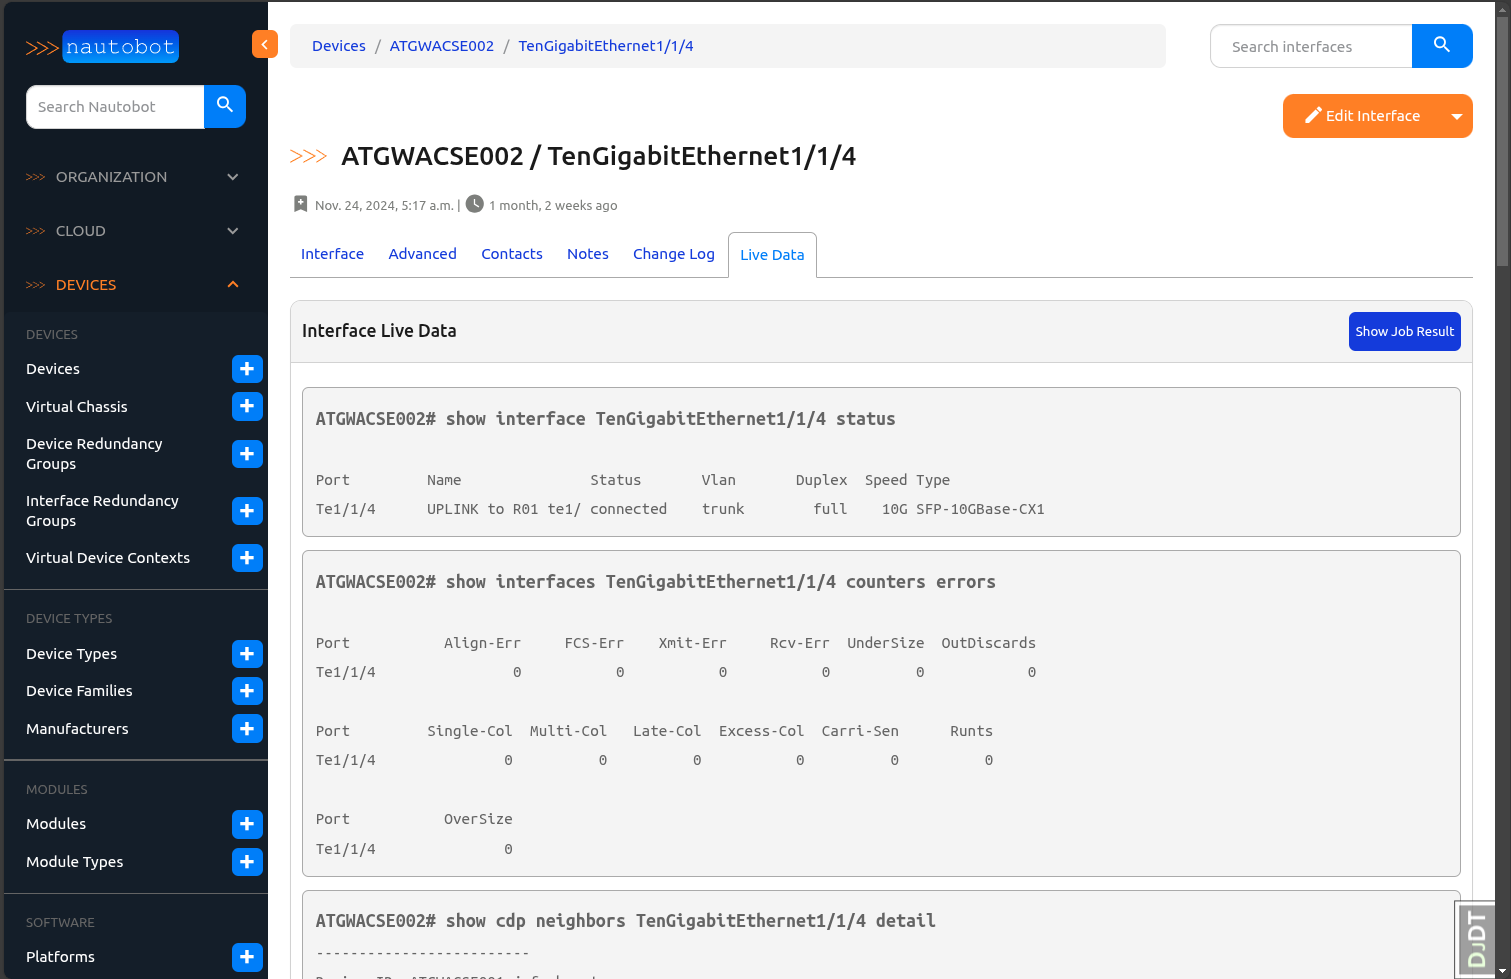 >>> nautobot
Search Nautobot
>>> ORGANIZATION
>>> CLOUD
>>> DEVICES
DEVICES
Devices
Virtual Chassis
Device Redundancy
Groups
Interface Redundancy
Groups
Virtual Device Contexts
DEVICE TYPES
Device Types
Device Families
Manufacturers
MODULES
Modules
Module Types
SOFTWARE
Platforms
Devices / ATGWACSE002 / TenGigabitEthernet1/1/4
Search interfaces
Edit Interface
>>> ATGWACSE002 / TenGigabitEthernet1/1/4
Nov. 24, 2024, 5:17 a.m. | 1 month, 2 weeks ago
Interface Advanced Contacts Notes Change Log Live Data
Interface Live Data
Show Job Result
ATGWACSE002# show interface TenGigabitEthernet1/1/4 status
Port Name Status Vlan Duplex Speed Type
Te1/1/4 UPLINK to R01 te1/ connected trunk full 10G SFP-10GBase-CX1
ATGWACSE002# show interfaces TenGigabitEthernet1/1/4 counters errors
Port Align-Err FCS-Err Xmit-Err Rcv-Err UnderSize OutDiscards
Te1/1/4 0 0 0 0 0 0
Port Single-Col Multi-Col Late-Col Excess-Col Carri-Sen Runts
Te1/1/4 0 0 0 0 0 0
Port OverSize
Te1/1/4 0
ATGWACSE002# show cdp neighbors TenGigabitEthernet1/1/4 detail
-------------------------
DjDT